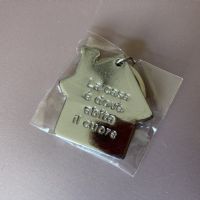 La casa
è dove
abita
il cuore